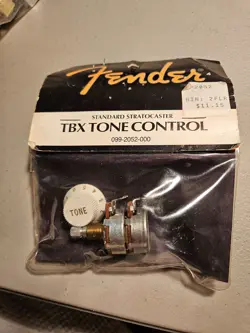 Fender
STANDARD STRATOCASTER
TBX TONE CONTROL
099-2052-000
TONE